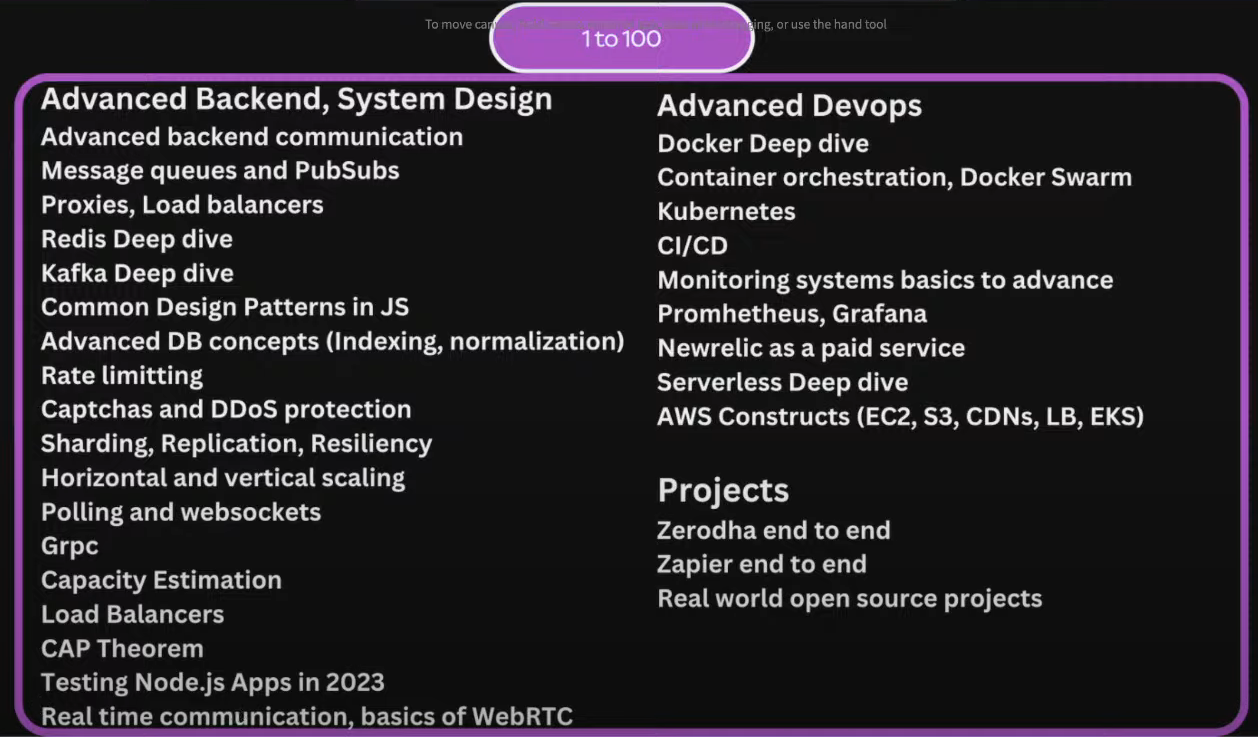 To move can ging, or use the hand tool
1 to 100
Advanced Backend, System Design
Advanced backend communication
Message queues and PubSubs
Proxies, Load balancers
Redis Deep dive
Kafka Deep dive
Common Design Patterns in JS
Advanced DB concepts (Indexing, normalization)
Rate limitting
Captchas and DDoS protection
Sharding, Replication, Resiliency
Horizontal and vertical scaling
Polling and websockets
Grpc
Capacity Estimation
Load Balancers
CAP Theorem
Testing Node.js Apps in 2023
Real time communication, basics of WebRTC
Advanced Devops
Docker Deep dive
Container orchestration, Docker Swarm
Kubernetes
CI/CD
Monitoring systems basics to advance
Promhetheus, Grafana
Newrelic as a paid service
Serverless Deep dive
AWS Constructs (EC2, S3, CDNs, LB, EKS)
Projects
Zerodha end to end
Zapier end to end
Real world open source projects